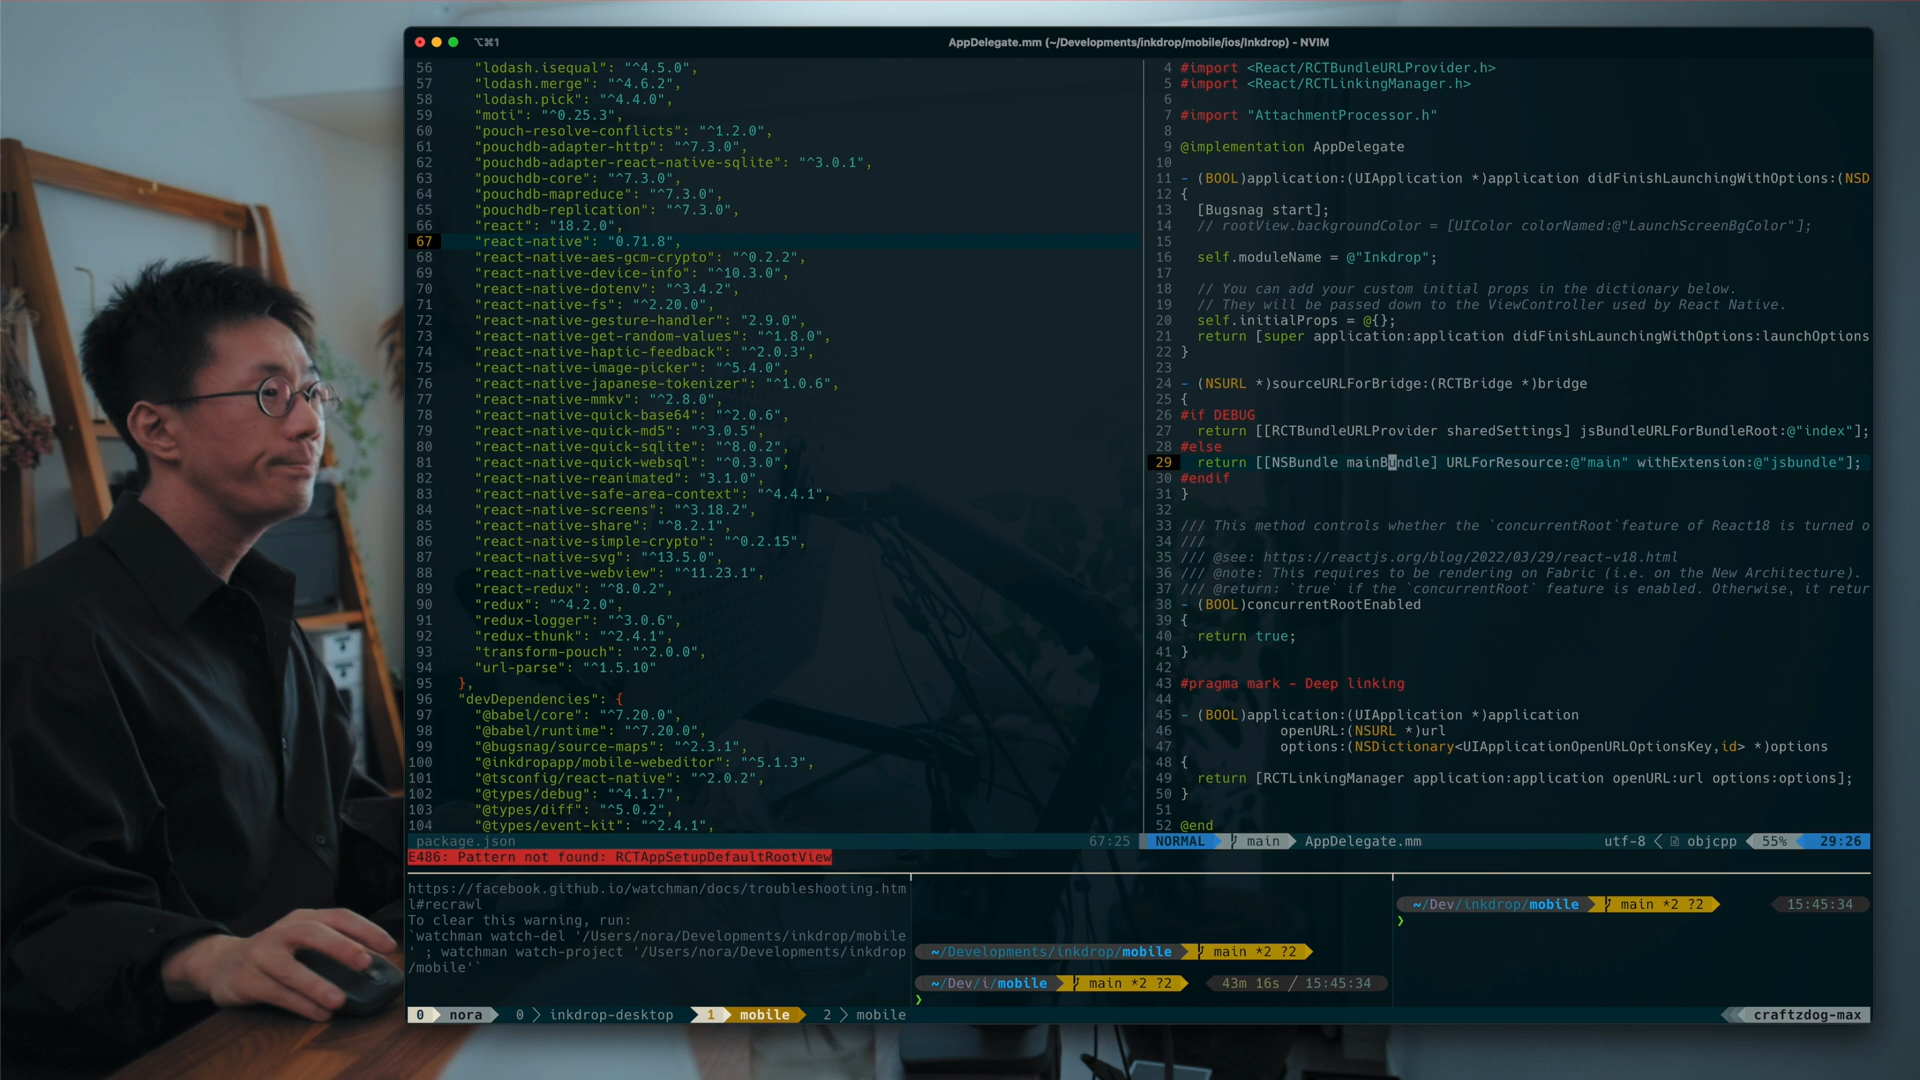 ⌥⌘1
AppDelegate.mm (~/Developments/inkdrop/mobile/ios/Inkdrop) - NVIM
56 "lodash.isequal": "^4.5.0",
57 "lodash.merge": "^4.6.2",
58 "lodash.pick": "^4.4.0",
59 "moti": "^0.25.3",
60 "pouch-resolve-conflicts": "^1.2.0",
61 "pouchdb-adapter-http": "^7.3.0",
62 "pouchdb-adapter-react-native-sqlite": "^3.0.1",
63 "pouchdb-core": "^7.3.0",
64 "pouchdb-mapreduce": "^7.3.0",
65 "pouchdb-replication": "^7.3.0",
66 "react": "18.2.0",
67 "react-native": "0.71.8",
68 "react-native-aes-gcm-crypto": "^0.2.2",
69 "react-native-device-info": "^10.3.0",
70 "react-native-dotenv": "^3.4.2",
71 "react-native-fs": "^2.20.0",
72 "react-native-gesture-handler": "2.9.0",
73 "react-native-get-random-values": "^1.8.0",
74 "react-native-haptic-feedback": "^2.0.3",
75 "react-native-image-picker": "^5.4.0",
76 "react-native-japanese-tokenizer": "^1.0.6",
77 "react-native-mmkv": "^2.8.0",
78 "react-native-quick-base64": "^2.0.6",
79 "react-native-quick-md5": "^3.0.5",
80 "react-native-quick-sqlite": "^8.0.2",
81 "react-native-quick-websql": "^0.3.0",
82 "react-native-reanimated": "3.1.0",
83 "react-native-safe-area-context": "^4.4.1",
84 "react-native-screens": "^3.18.2",
85 "react-native-share": "^8.2.1",
86 "react-native-simple-crypto": "^0.2.15",
87 "react-native-svg": "^13.5.0",
88 "react-native-webview": "^11.23.1",
89 "react-redux": "^8.0.2",
90 "redux": "^4.2.0",
91 "redux-logger": "^3.0.6",
92 "redux-thunk": "^2.4.1",
93 "transform-pouch": "^2.0.0",
94 "url-parse": "^1.5.10"
95 },
96 "devDependencies": {
97 "@babel/core": "^7.20.0",
98 "@babel/runtime": "^7.20.0",
99 "@bugsnag/source-maps": "^2.3.1",
100 "@inkdropapp/mobile-webeditor": "^5.1.3",
101 "@tsconfig/react-native": "^2.0.2",
102 "@types/debug": "^4.1.7",
103 "@types/diff": "^5.0.2",
104 "@types/event-kit": "^2.4.1",
package.json 67:25
E486: Pattern not found: RCTAppSetupDefaultRootView
4 #import <React/RCTBundleURLProvider.h>
5 #import <React/RCTLinkingManager.h>
6
7 #import "AttachmentProcessor.h"
8
9 @implementation AppDelegate
10
11 - (BOOL)application:(UIApplication *)application didFinishLaunchingWithOptions:(NSD
12 {
13 [Bugsnag start];
14 // rootView.backgroundColor = [UIColor colorNamed:@"LaunchScreenBgColor"];
15
16 self.moduleName = @"Inkdrop";
17
18 // You can add your custom initial props in the dictionary below.
19 // They will be passed down to the ViewController used by React Native.
20 self.initialProps = @{};
21 return [super application:application didFinishLaunchingWithOptions:launchOptions
22 }
23
24 - (NSURL *)sourceURLForBridge:(RCTBridge *)bridge
25 {
26 #if DEBUG
27 return [[RCTBundleURLProvider sharedSettings] jsBundleURLForBundleRoot:@"index"];
28 #else
29 return [[NSBundle mainBundle] URLForResource:@"main" withExtension:@"jsbundle"];
30 #endif
31 }
32
33 /// This method controls whether the `concurrentRoot`feature of React18 is turned o
34 ///
35 /// @see: https://reactjs.org/blog/2022/03/29/react-v18.html
36 /// @note: This requires to be rendering on Fabric (i.e. on the New Architecture).
37 /// @return: `true` if the `concurrentRoot` feature is enabled. Otherwise, it retur
38 - (BOOL)concurrentRootEnabled
39 {
40 return true;
41 }
42
43 #pragma mark - Deep linking
44
45 - (BOOL)application:(UIApplication *)application
46 openURL:(NSURL *)url
47 options:(NSDictionary<UIApplicationOpenURLOptionsKey,id> *)options
48 {
49 return [RCTLinkingManager application:application openURL:url options:options];
50 }
51
52 @end
NORMAL main AppDelegate.mm utf-8 objcpp 55% 29:26
https://facebook.github.io/watchman/docs/troubleshooting.htm
l#recrawl
To clear this warning, run:
`watchman watch-del '/Users/nora/Developments/inkdrop/mobile
' ; watchman watch-project '/Users/nora/Developments/inkdrop
/mobile'`
~/Developments/inkdrop/mobile main *2 ?2
~/Dev/i/mobile main *2 ?2 43m 16s / 15:45:34
❯
~/Dev/inkdrop/mobile main *2 ?2 15:45:34
❯
0 nora 0 inkdrop-desktop 1 mobile 2 mobile craftzdog-max